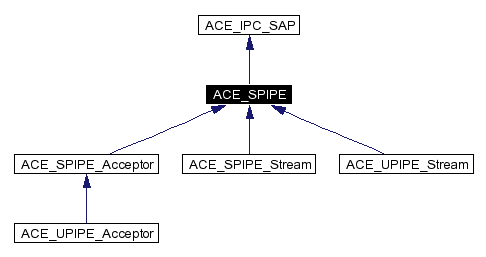 ACE_IPC_SAP
ACE_SPIPE
ACE_SPIPE_Acceptor
ACE_SPIPE_Stream
ACE_UPIPE_Stream
ACE_UPIPE_Acceptor